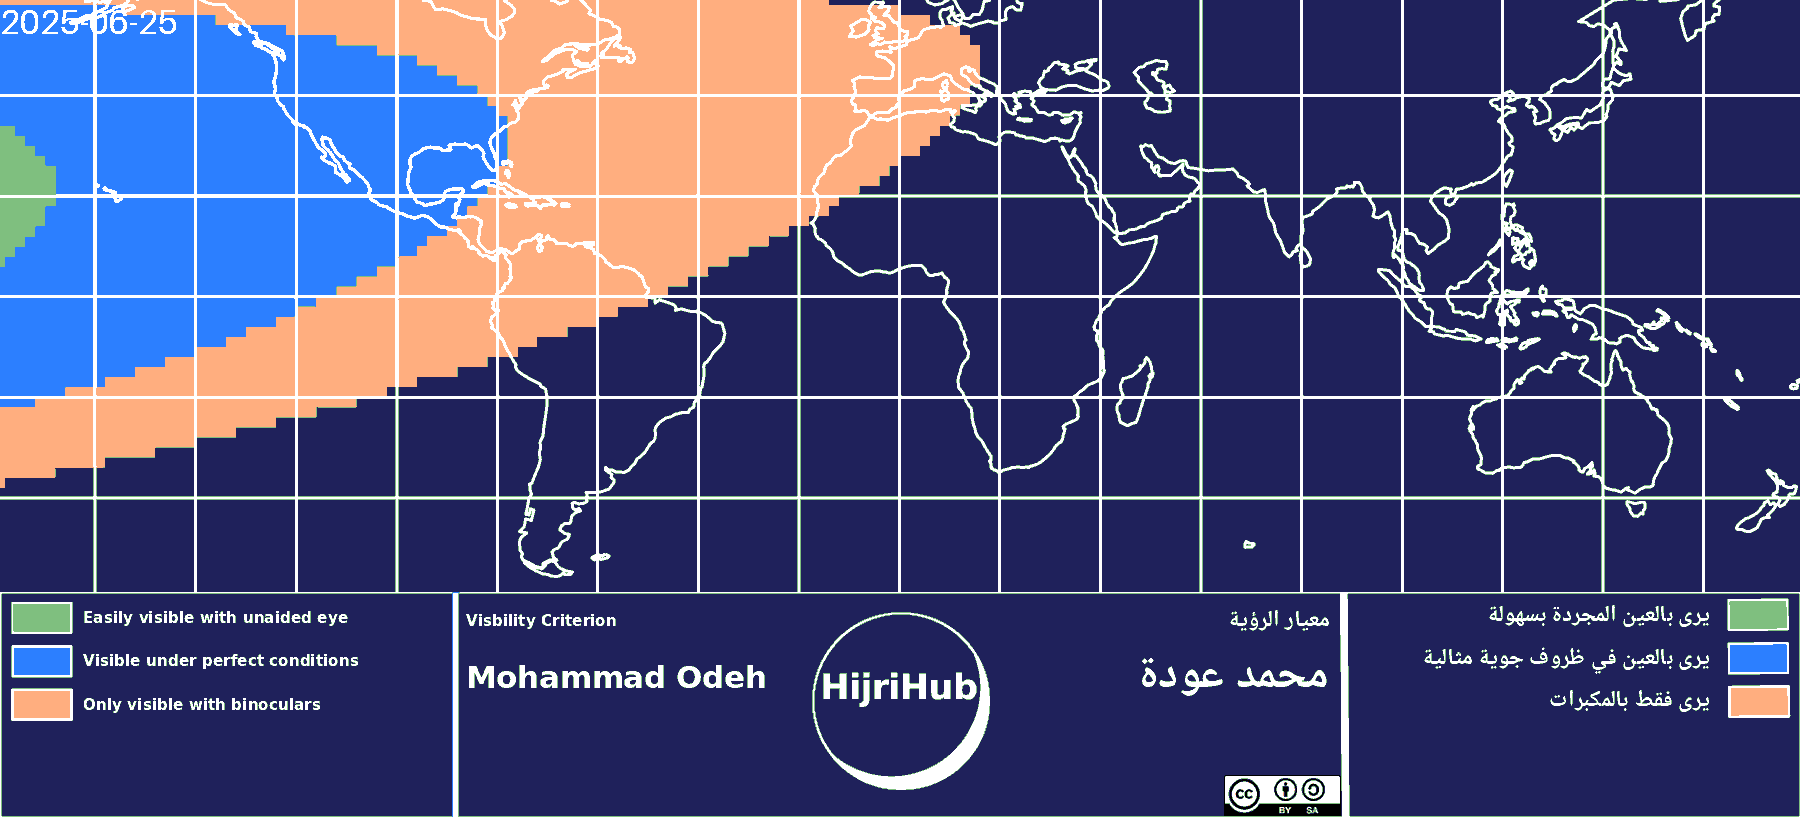 2025-06-25
Easily visible with unaided eye
Visible under perfect conditions
Only visible with binoculars
Visbility Criterion
Mohammad Odeh
HijriHub
معيار الرؤية
محمد عودة
cc
BY SA
يرى بالعين المجردة بسهولة
يرى بالعين في ظروف جوية مثالية
يرى فقط بالمكبرات